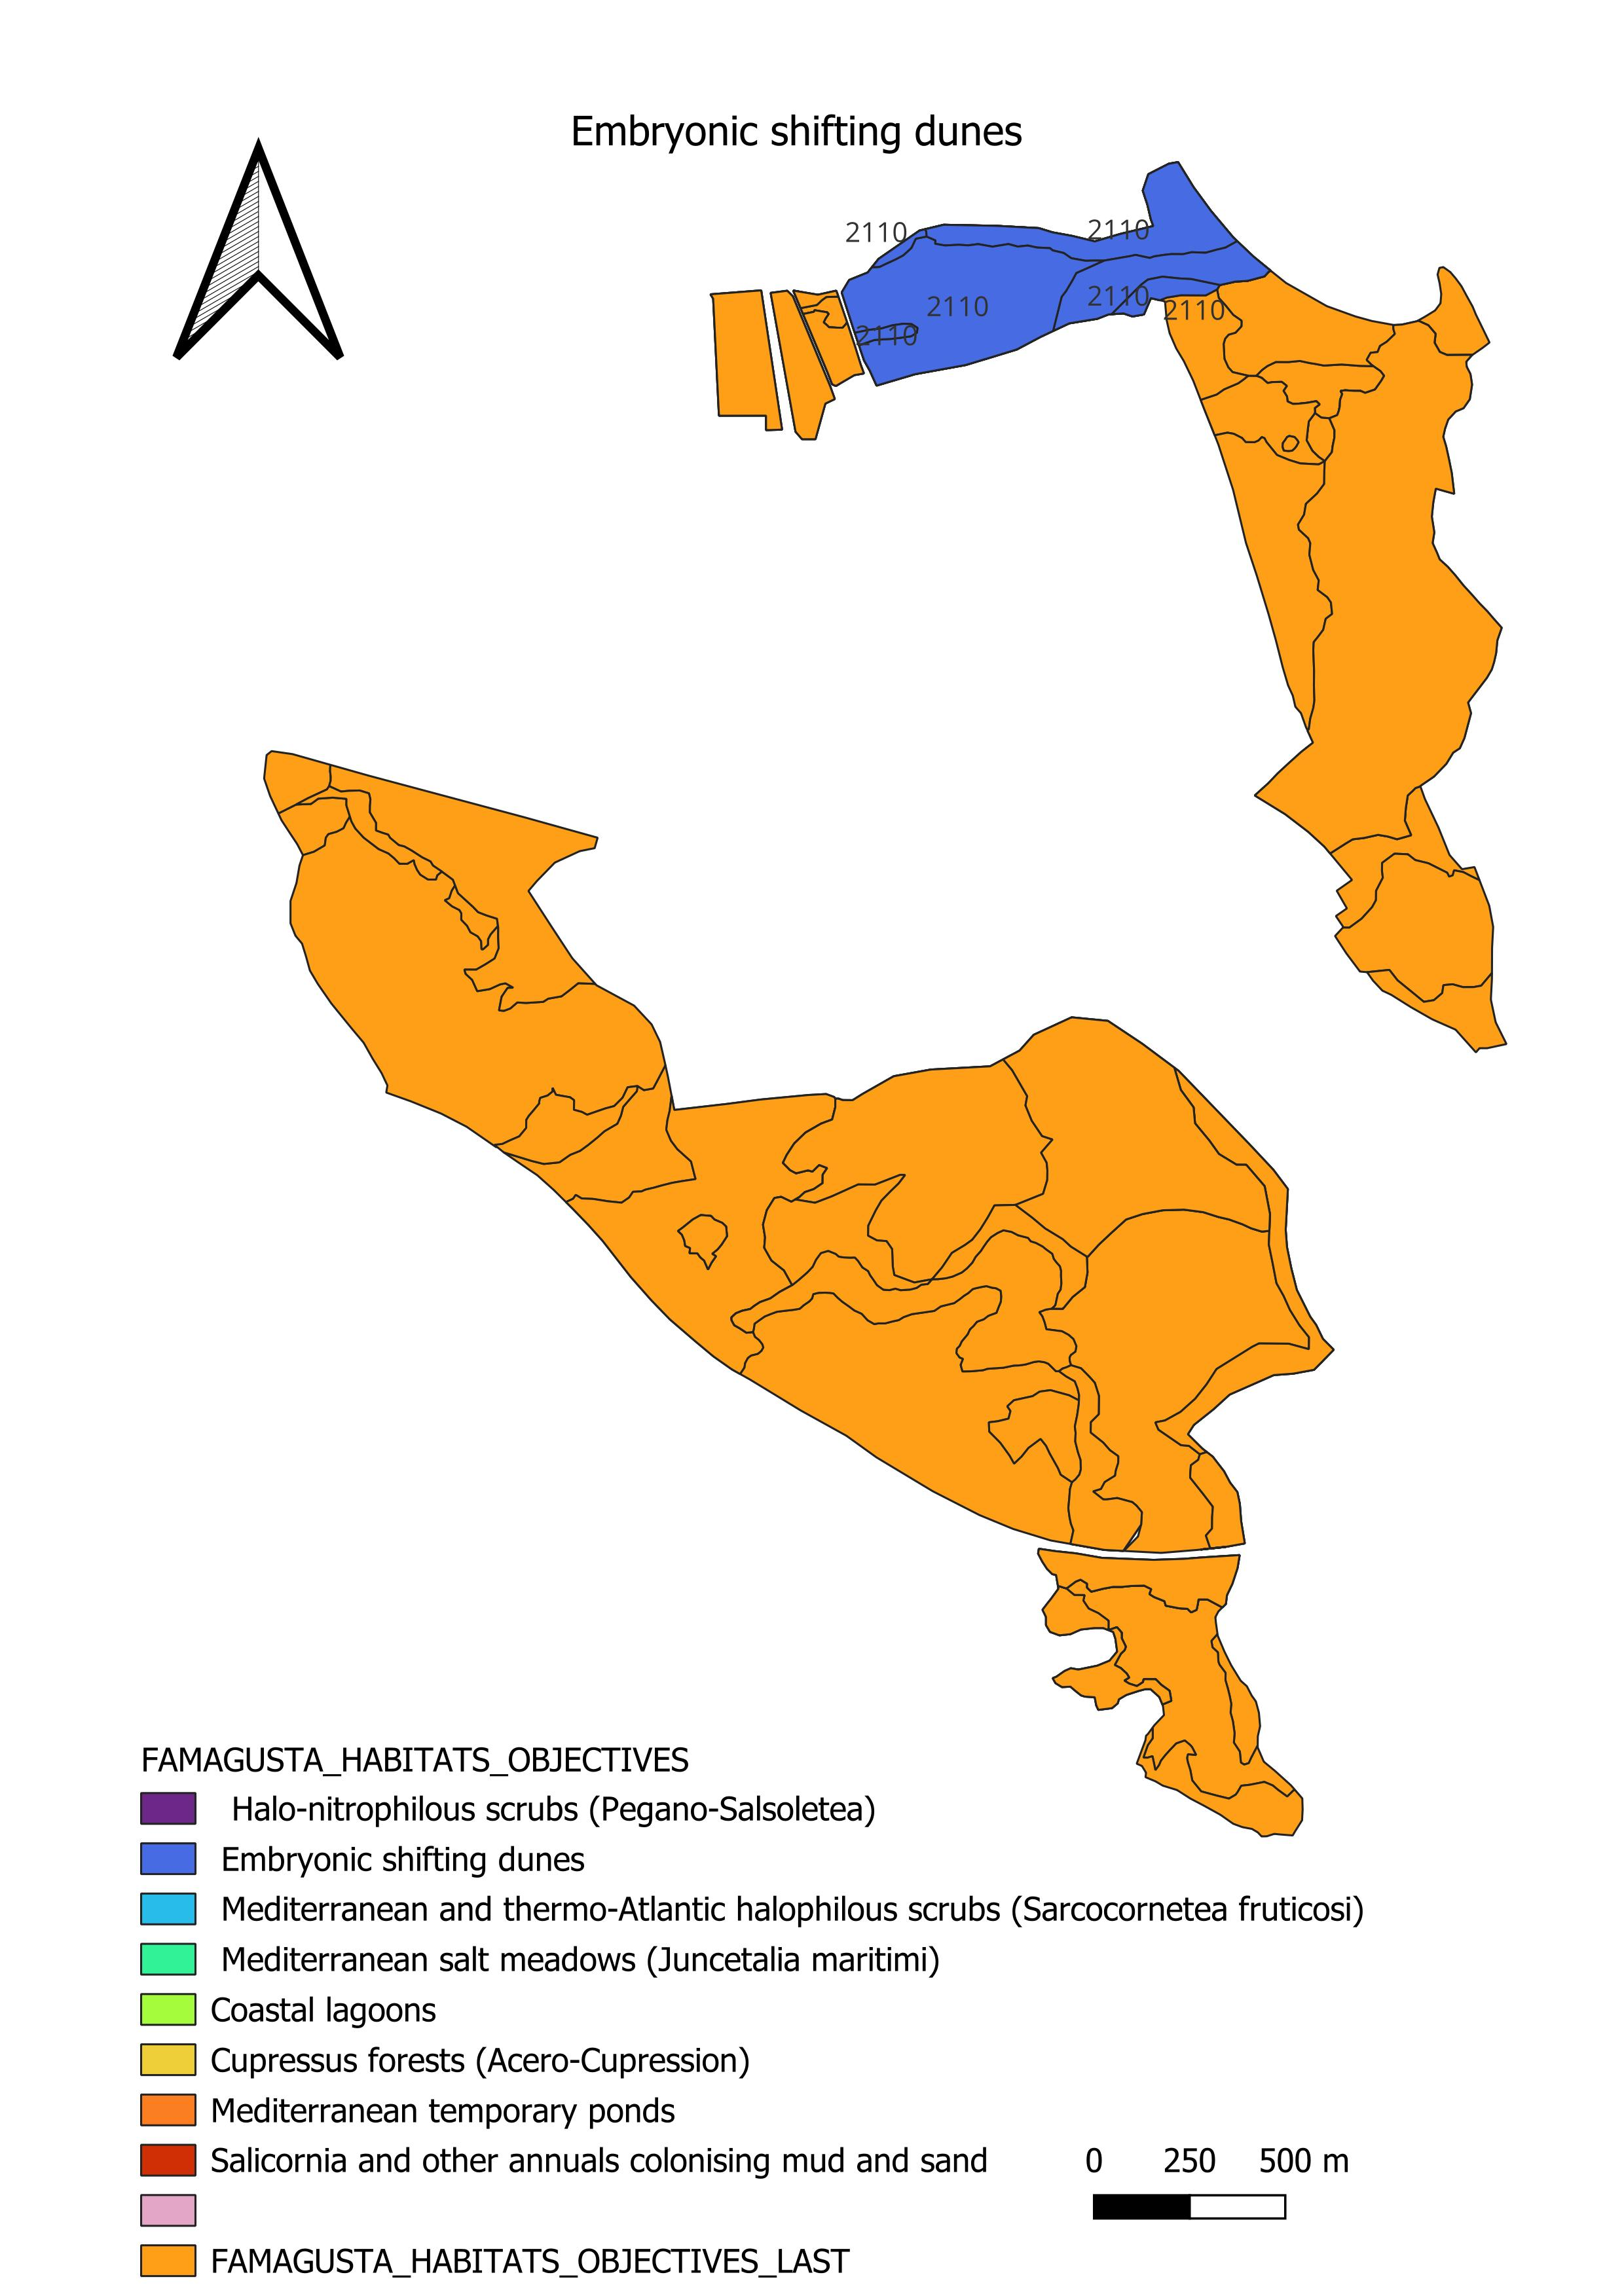 Embryonic shifting dunes
2110
2110
2110
2110
2110
2110
FAMAGUSTA_HABITATS_OBJECTIVES
Halo-nitrophilous scrubs (Pegano-Salsoletea)
Embryonic shifting dunes
Mediterranean and thermo-Atlantic halophilous scrubs (Sarcocornetea fruticosi)
Mediterranean salt meadows (Juncetalia maritimi)
Coastal lagoons
Cupressus forests (Acero-Cupression)
Mediterranean temporary ponds
Salicornia and other annuals colonising mud and sand
0 250 500 m
FAMAGUSTA_HABITATS_OBJECTIVES_LAST